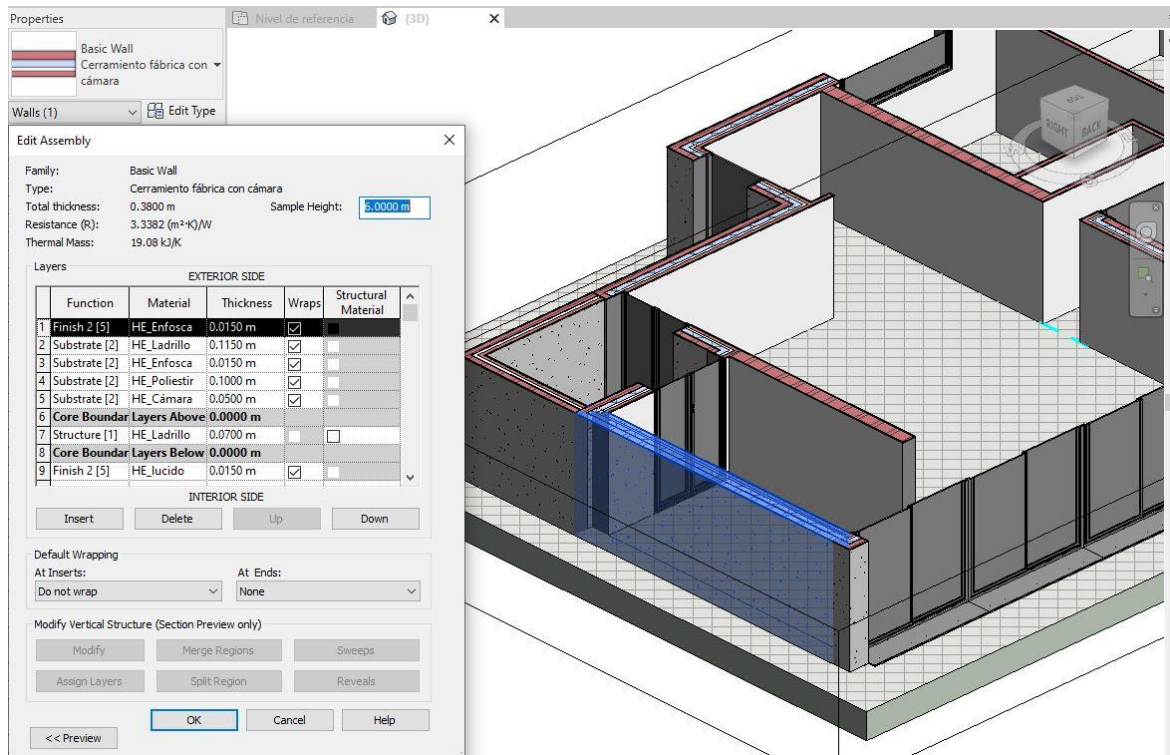 Properties
Nivel de referencia
{3D}
Basic Wall
Cerramiento fábrica con
cámara
Walls (1)
Edit Type
Edit Assembly
Family: Basic Wall
Type: Cerramiento fábrica con cámara
Total thickness: 0.3800 m Sample Height: 6.0000 m
Resistance (R): 3.3382 (m²·K)/W
Thermal Mass: 19.08 kJ/K
Layers
EXTERIOR SIDE
Function Material Thickness Wraps Structural Material
1 Finish 2 [5] HE_Enfosca 0.0150 m
2 Substrate [2] HE_Ladrillo 0.1150 m
3 Substrate [2] HE_Enfosca 0.0150 m
4 Substrate [2] HE_Poliestir 0.1000 m
5 Substrate [2] HE_Cámara 0.0500 m
6 Core Boundar Layers Above 0.0000 m
7 Structure [1] HE_Ladrillo 0.0700 m
8 Core Boundar Layers Below 0.0000 m
9 Finish 2 [5] HE_lucido 0.0150 m
INTERIOR SIDE
Insert Delete Up Down
Default Wrapping
At Inserts: At Ends:
Do not wrap None
Modify Vertical Structure (Section Preview only)
Modify Merge Regions Sweeps
Assign Layers Split Region Reveals
OK Cancel Help
<< Preview
TOP
RIGHT BACK